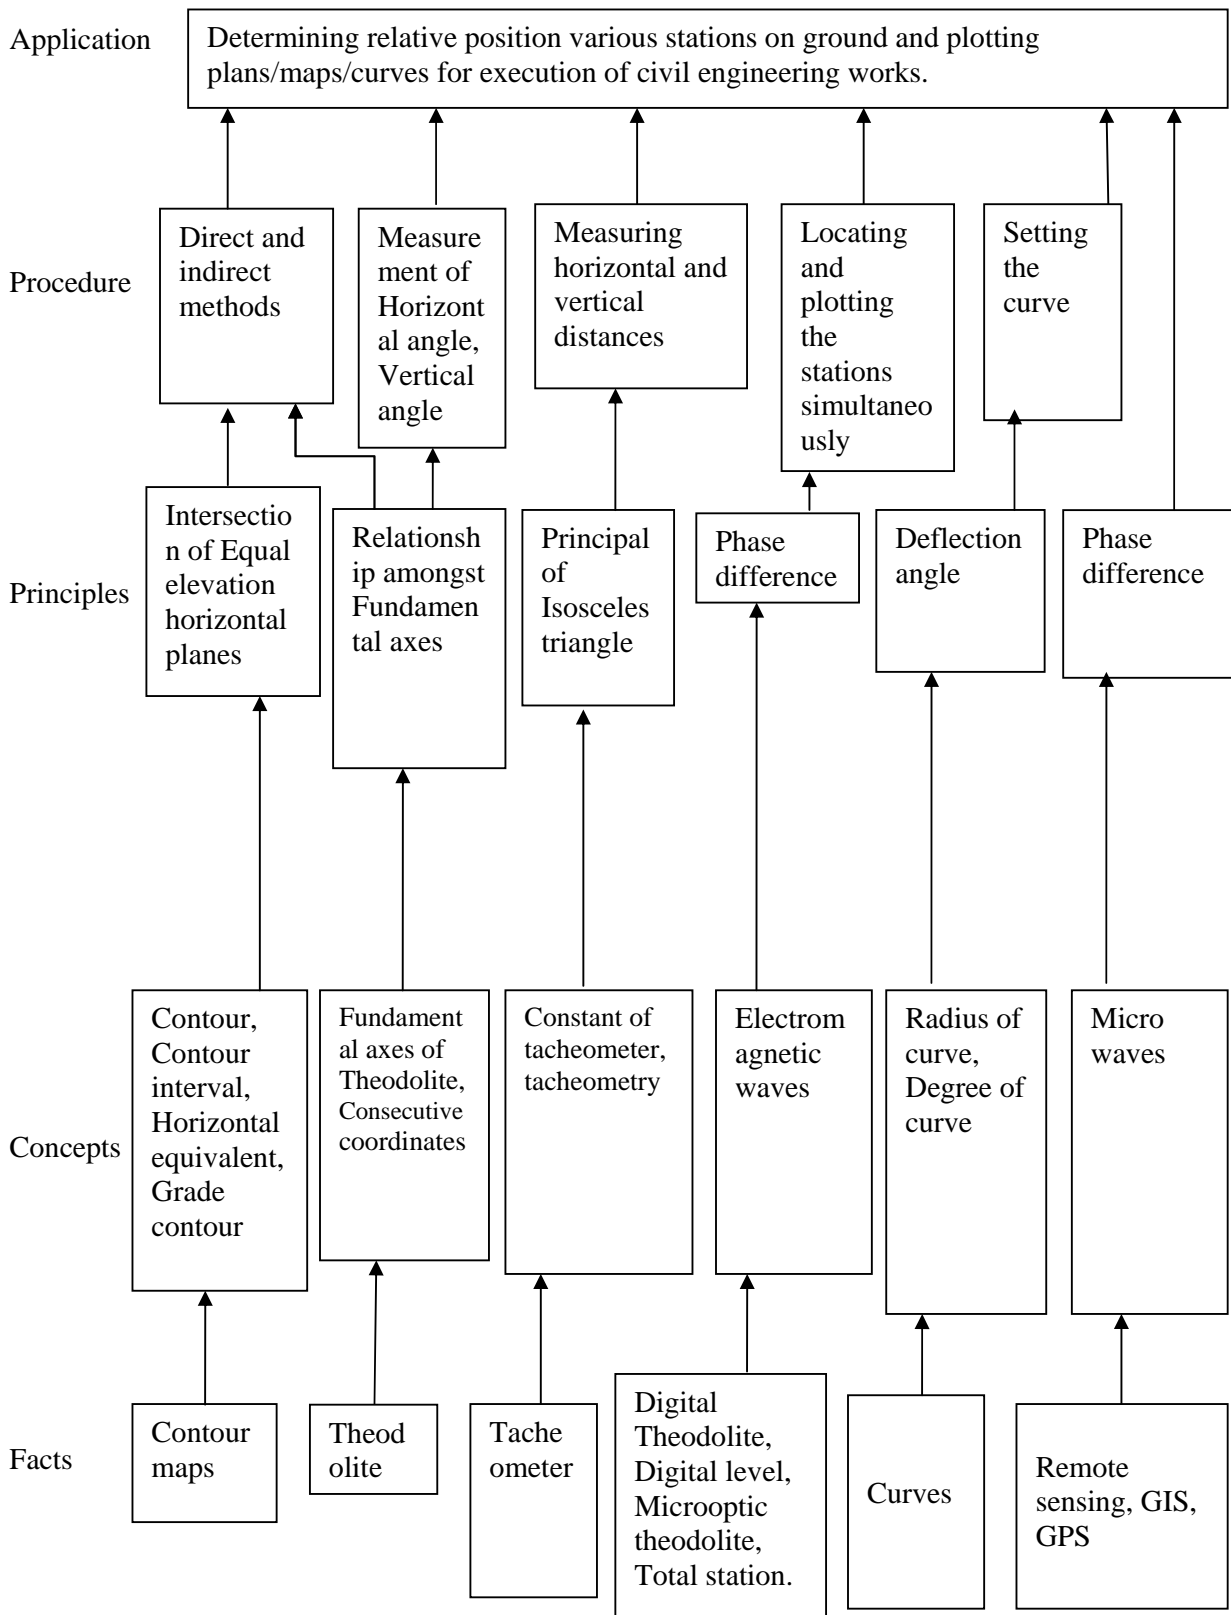 Application
Determining relative position various stations on ground and plotting
plans/maps/curves for execution of civil engineering works.
Procedure
Direct and
indirect
methods
Measure
ment of
Horizont
al angle,
Vertical
angle
Measuring
horizontal and
vertical
distances
Locating
and
plotting
the
stations
simultaneo
usly
Setting
the
curve
Principles
Intersectio
n of Equal
elevation
horizontal
planes
Relationsh
ip amongst
Fundamen
tal axes
Principal
of
Isosceles
triangle
Phase
difference
Deflection
angle
Phase
difference
Concepts
Contour,
Contour
interval,
Horizontal
equivalent,
Grade
contour
Fundament
al axes of
Theodolite,
Consecutive
coordinates
Constant of
tacheometer,
tacheometry
Electrom
agnetic
waves
Radius of
curve,
Degree of
curve
Micro
waves
Facts
Contour
maps
Theod
olite
Tache
ometer
Digital
Theodolite,
Digital level,
Microoptic
theodolite,
Total station.
Curves
Remote
sensing, GIS,
GPS